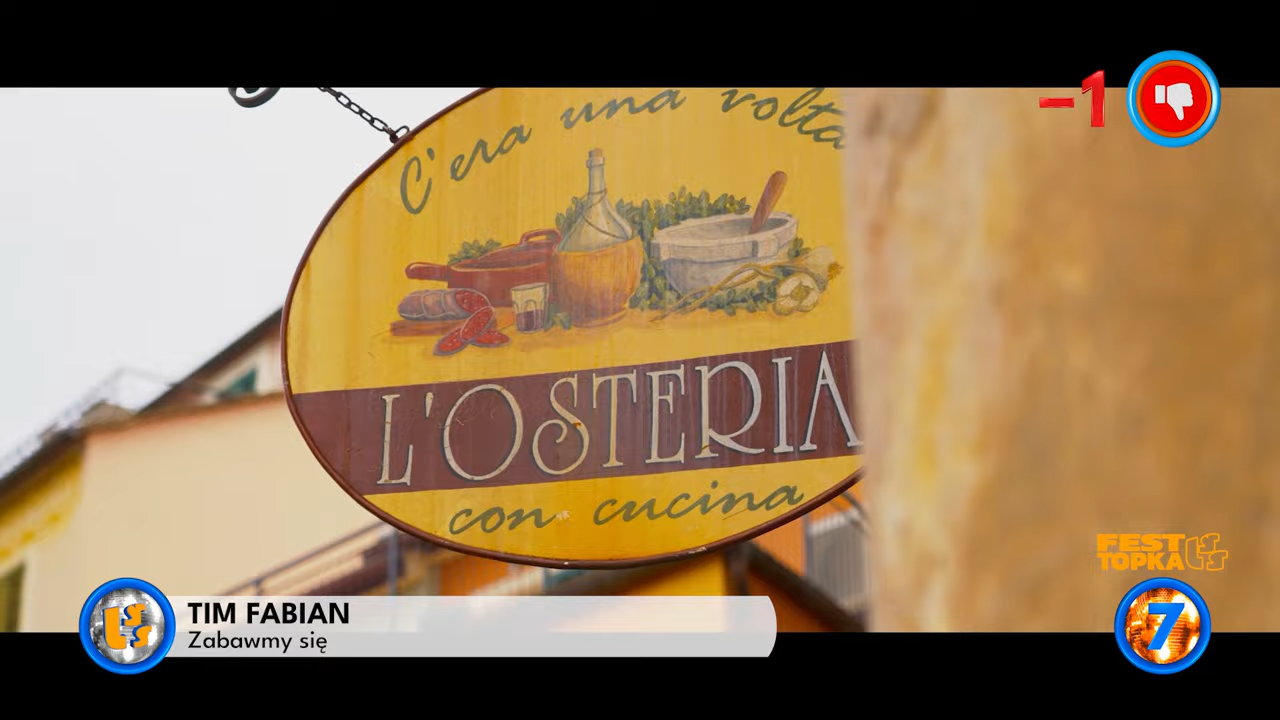 -1
C'era una volta
L'OSTERIA
con cucina
FEST
TOPKA
TIM FABIAN
Zabawmy się
7